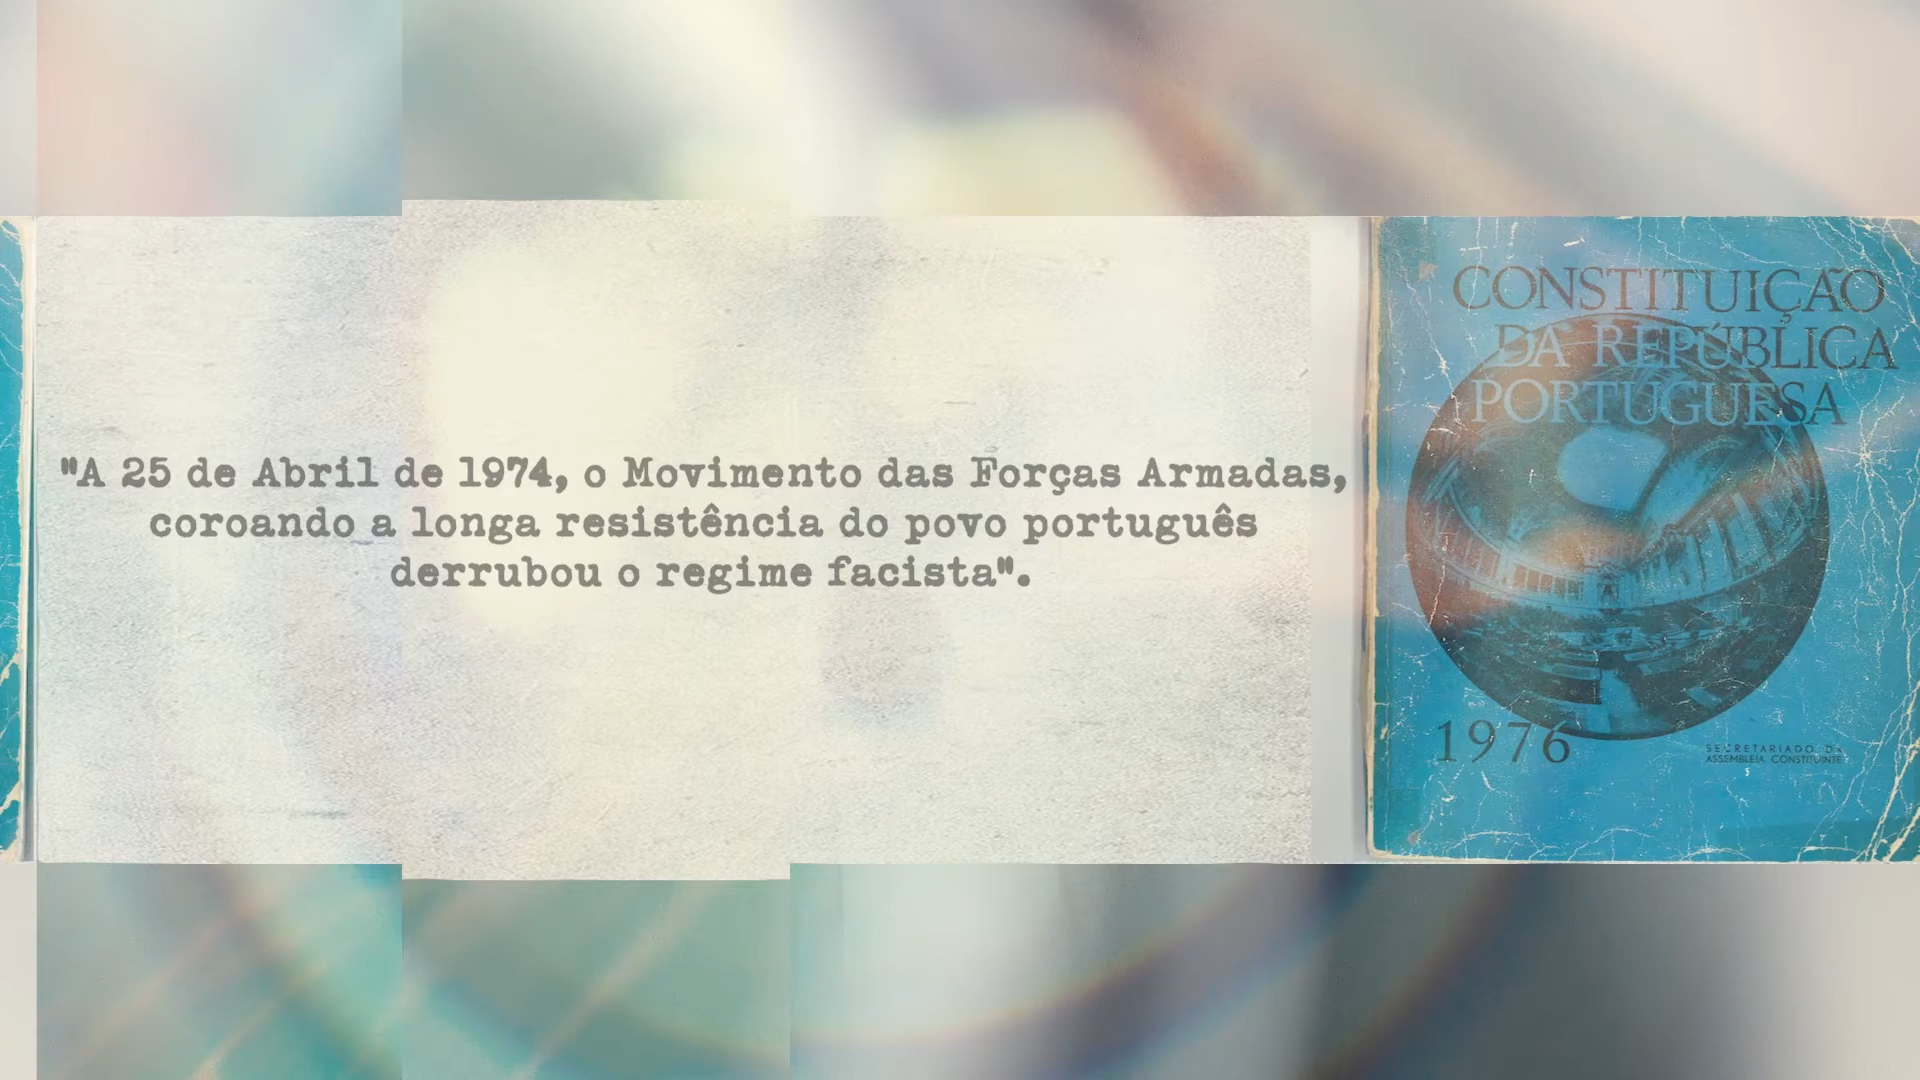 "A 25 de Abril de 1974, o Movimento das Forças Armadas,
coroando a longa resistência do povo português
derrubou o regime facista".
CONSTITUIÇÃO
DA REPÚBLICA
PORTUGUESA
1976
SECRETARIADO DA
ASSEMBLEIA CONSTITUINTE